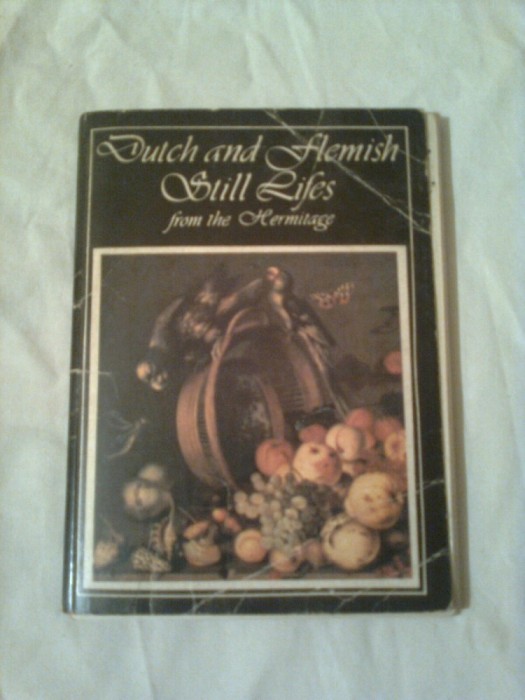 Dutch and Flemish
Still Lifes
from the Hermitage